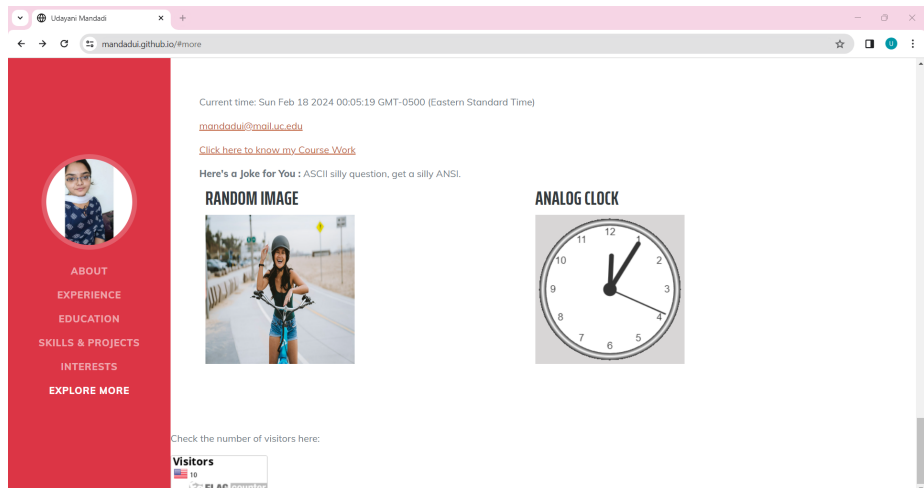 Udayani Mandadi
mandadui.github.io/#more
U
Current time: Sun Feb 18 2024 00:05:19 GMT-0500 (Eastern Standard Time)
mandadui@mail.uc.edu
Click here to know my Course Work
Here's a Joke for You : ASCII silly question, get a silly ANSI.
RANDOM IMAGE
ANALOG CLOCK
12
1
2
3
4
5
6
7
8
9
10
11
ABOUT
EXPERIENCE
EDUCATION
SKILLS & PROJECTS
INTERESTS
EXPLORE MORE
Check the number of visitors here:
Visitors
10
FLAG counter